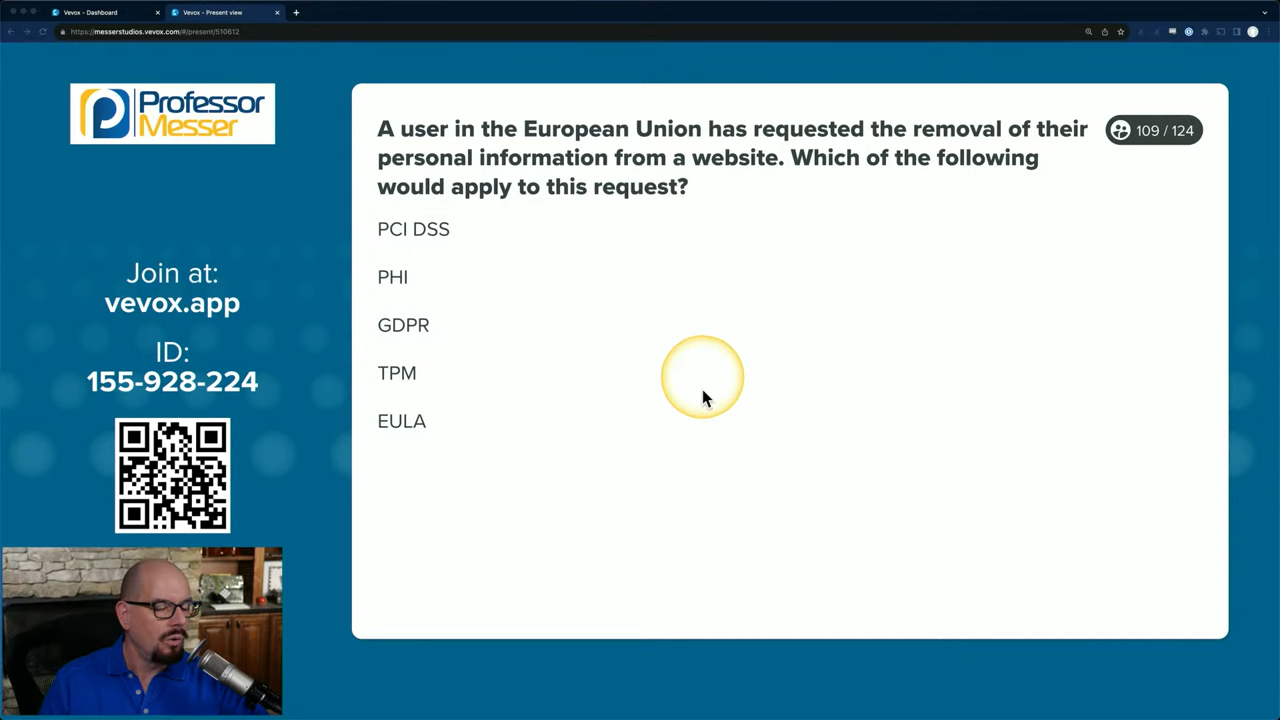 Vevox - Dashboard
Vevox - Present view
https://messerstudios.vevox.com/#/present/510612
Professor
Messer
A user in the European Union has requested the removal of their
personal information from a website. Which of the following
would apply to this request?
109 / 124
PCI DSS
PHI
GDPR
TPM
EULA
Join at:
vevox.app
ID:
155-928-224